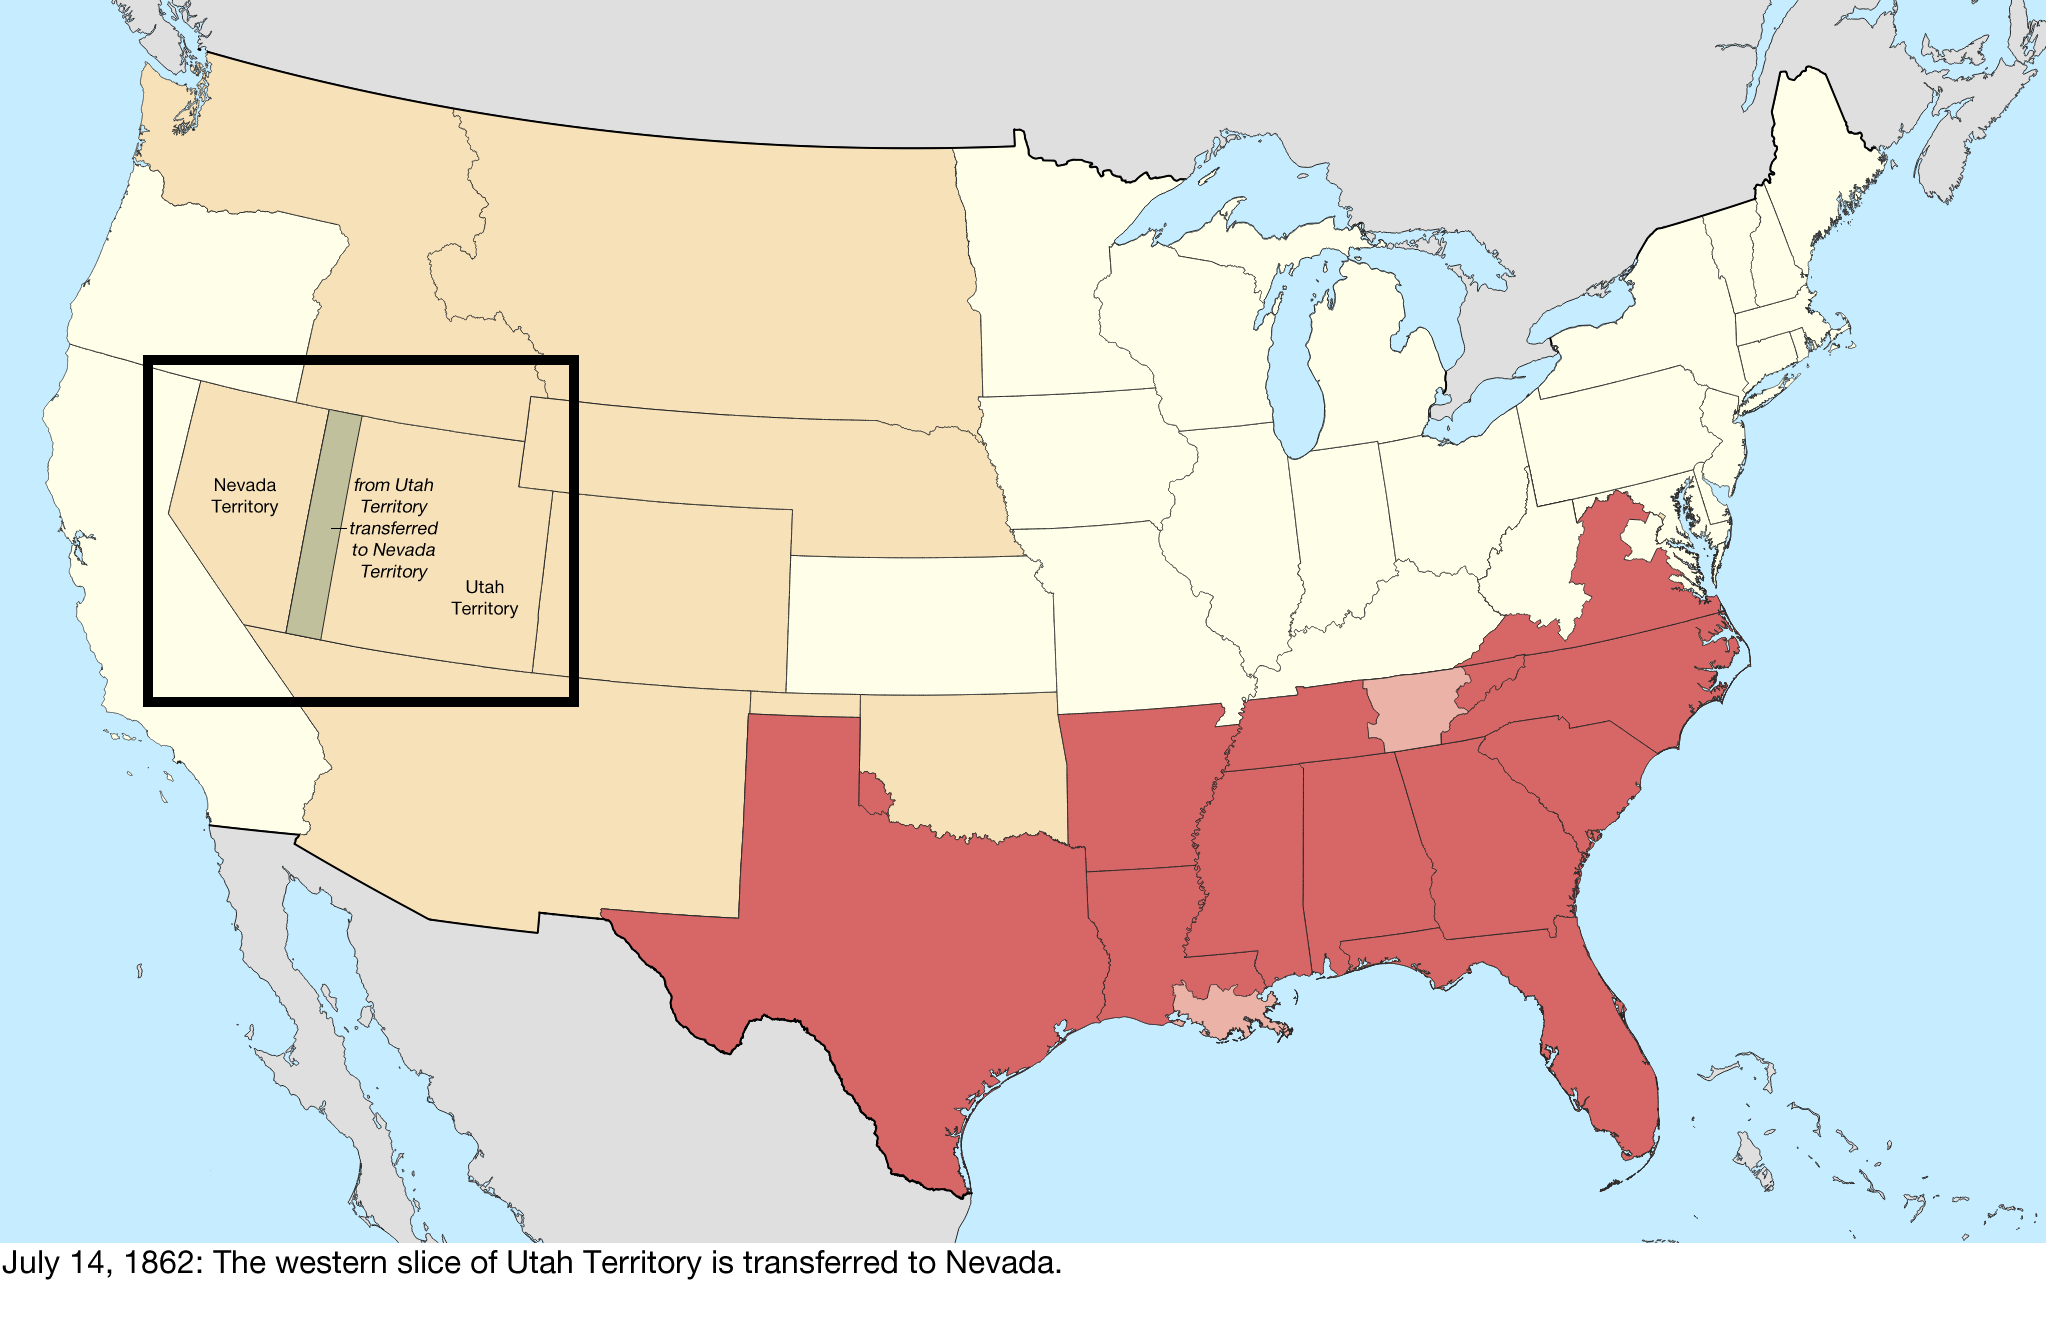 Nevada
Territory
from Utah
Territory
transferred
to Nevada
Territory
Utah
Territory
July 14, 1862: The western slice of Utah Territory is transferred to Nevada.